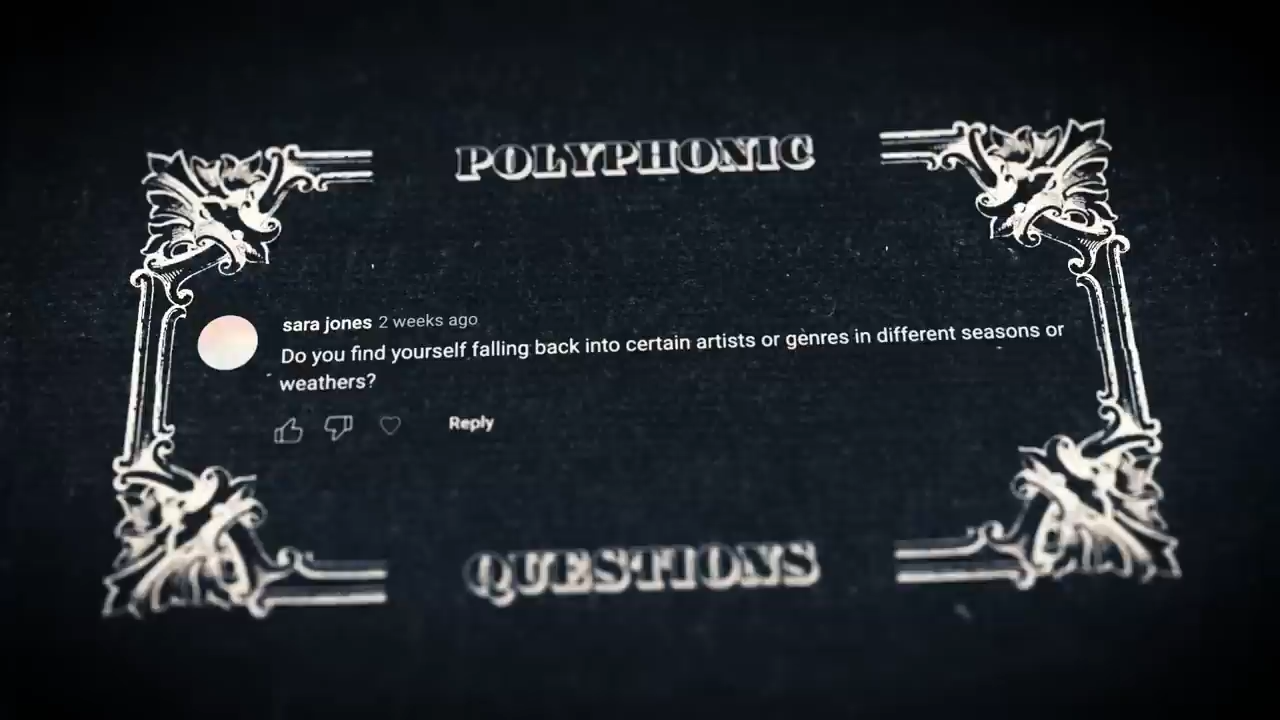 POLYPHONIC
sara jones 2 weeks ago
Do you find yourself falling back into certain artists or genres in different seasons or
weathers?
Reply
QUESTIONS